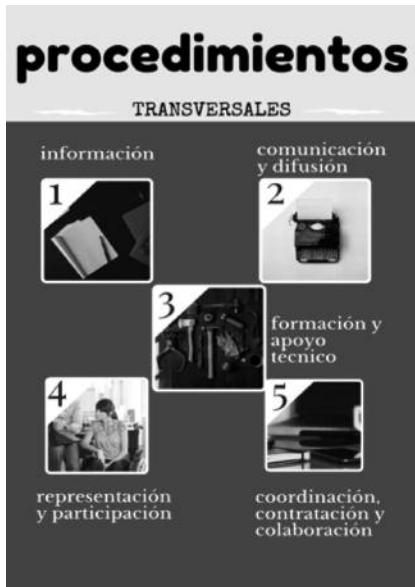 procedimientos
TRANSVERSALES
información
1
comunicación
y difusión
2
3
formación y
apoyo
técnico
4
representación
y participación
5
coordinación,
contratación y
colaboración